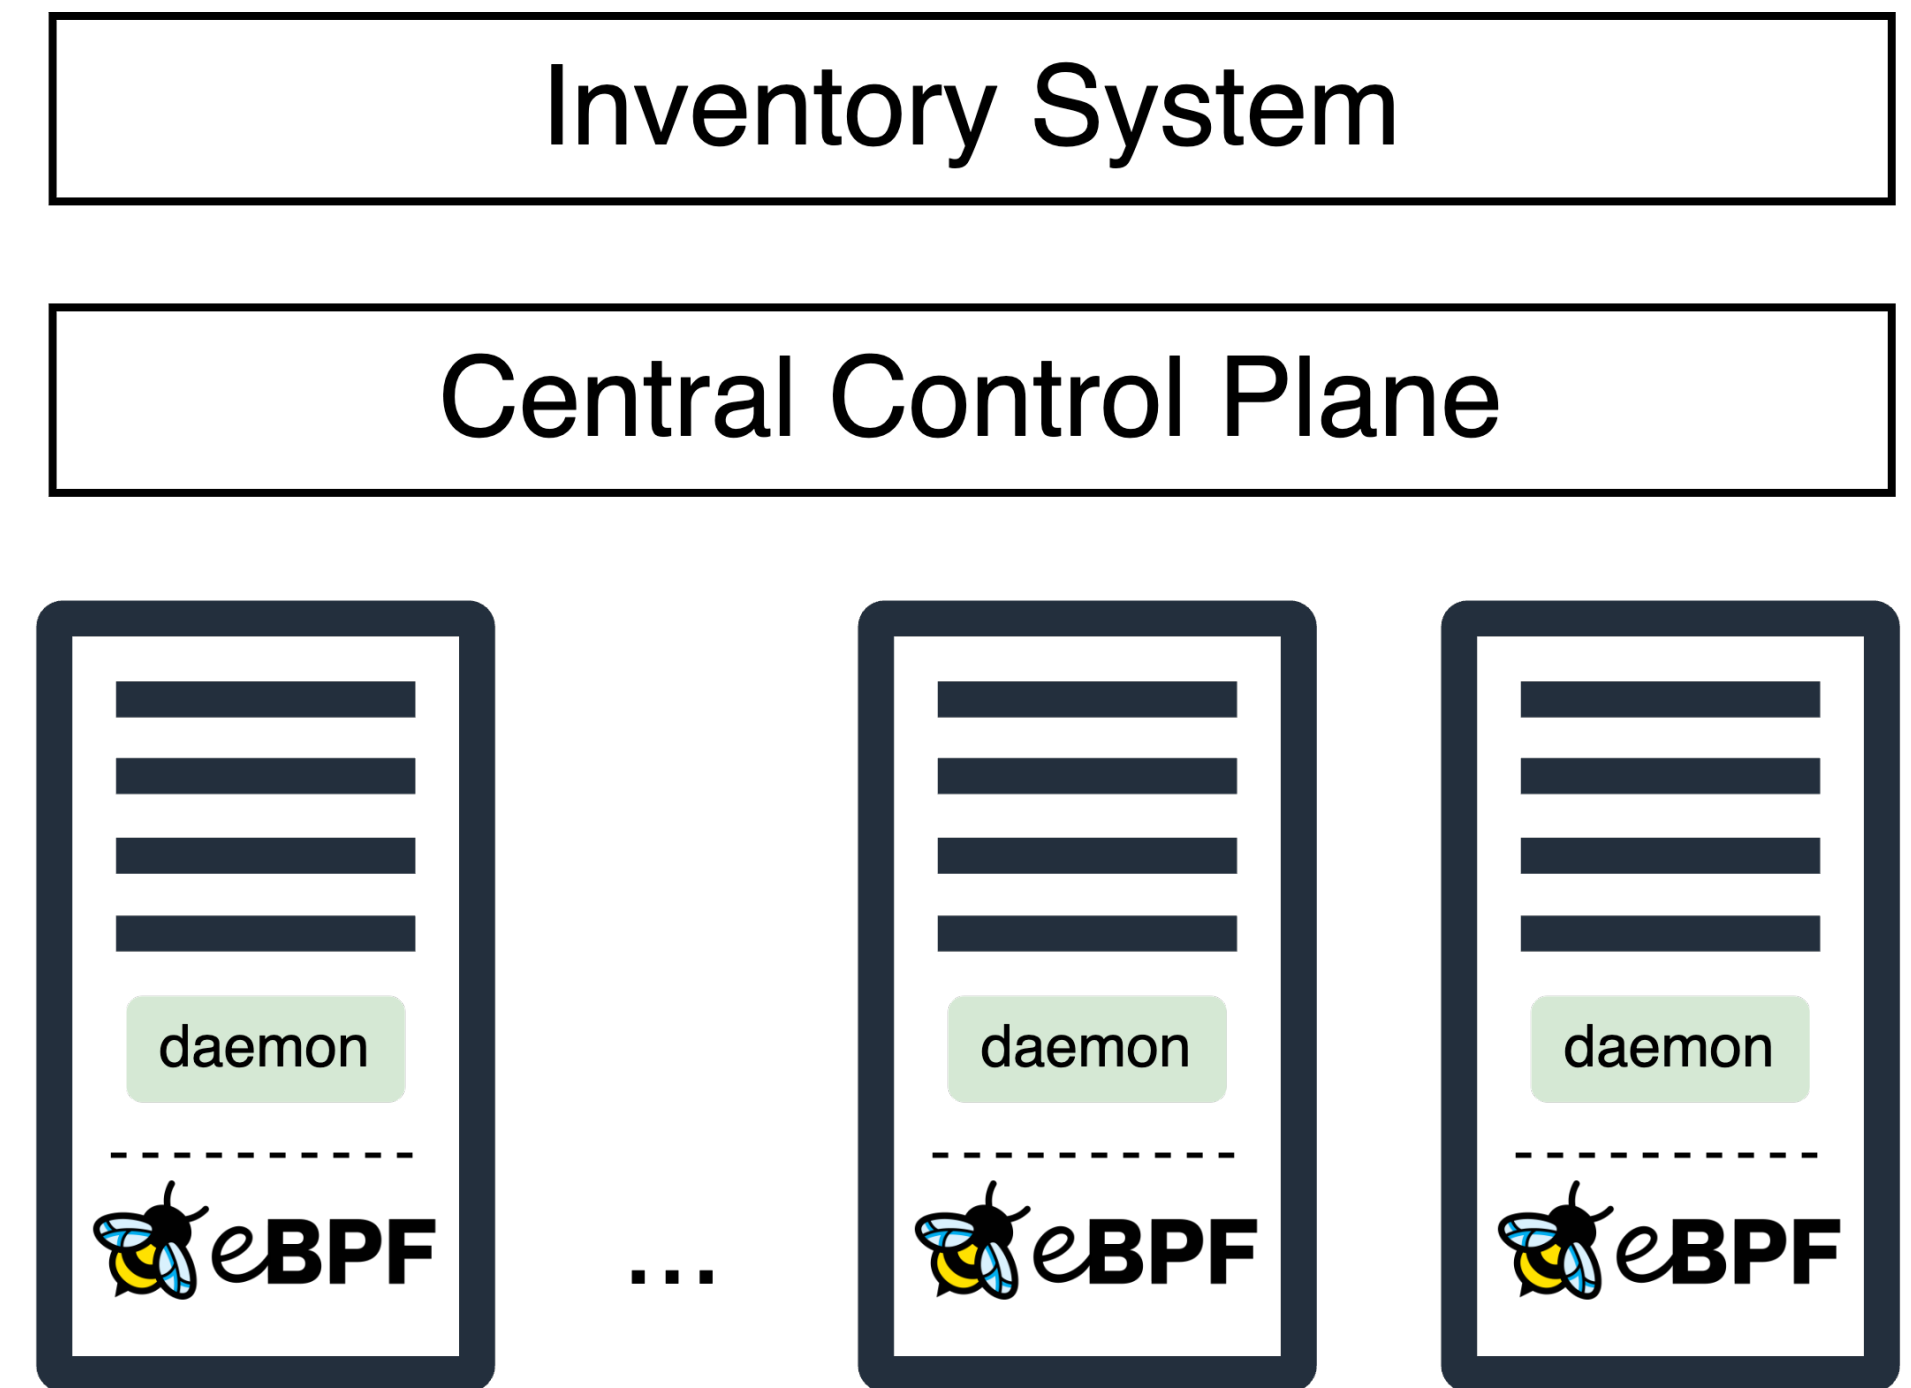 Inventory System
Central Control Plane
daemon
daemon
daemon
eBPF
...
eBPF
eBPF